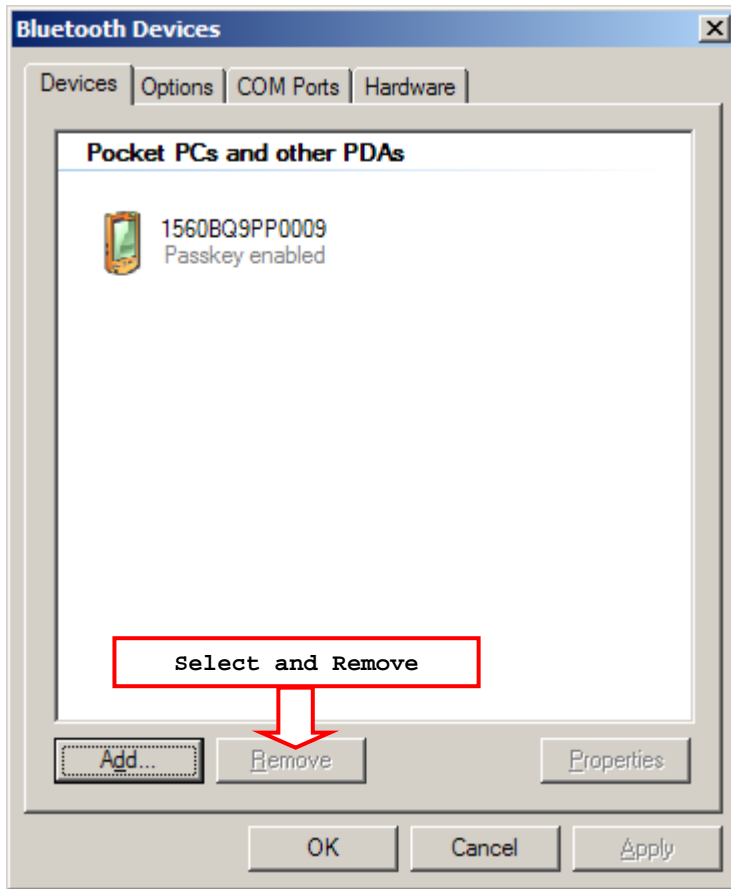 Bluetooth Devices
Devices Options COM Ports Hardware
Pocket PCs and other PDAs
1560BQ9PP0009
Passkey enabled
Select and Remove
Add... Remove Properties
OK Cancel Apply